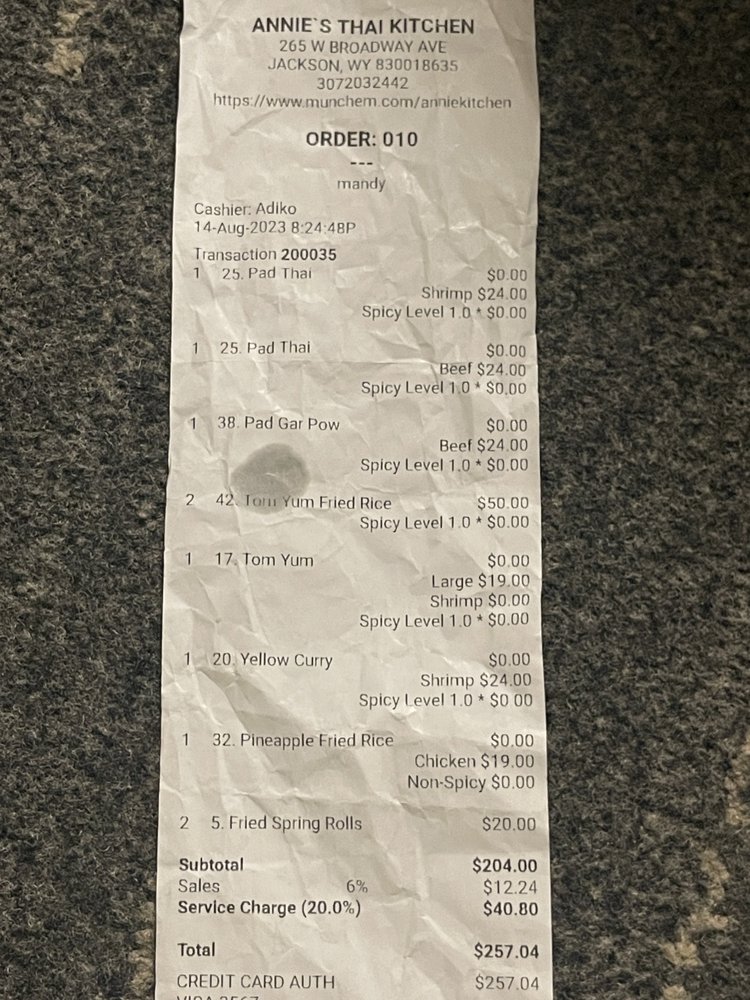 ANNIE`S THAI KITCHEN
265 W BROADWAY AVE
JACKSON, WY 830018635
3072032442
https://www.munchem.com/anniekitchen
ORDER: 010
---
mandy
Cashier: Adiko
14-Aug-2023 8:24:48P
Transaction 200035
1 25. Pad Thai $0.00
Shrimp $24.00
Spicy Level 1.0 * $0.00
1 25. Pad Thai $0.00
Beef $24.00
Spicy Level 1.0 * $0.00
1 38. Pad Gar Pow $0.00
Beef $24.00
Spicy Level 1.0 * $0.00
2 42. Tom Yum Fried Rice $50.00
Spicy Level 1.0 * $0.00
1 17. Tom Yum $0.00
Large $19.00
Shrimp $0.00
Spicy Level 1.0 * $0.00
1 20. Yellow Curry $0.00
Shrimp $24.00
Spicy Level 1.0 * $0.00
1 32. Pineapple Fried Rice $0.00
Chicken $19.00
Non-Spicy $0.00
2 5. Fried Spring Rolls $20.00
Subtotal $204.00
Sales 6% $12.24
Service Charge (20.0%) $40.80
Total $257.04
CREDIT CARD AUTH $257.04